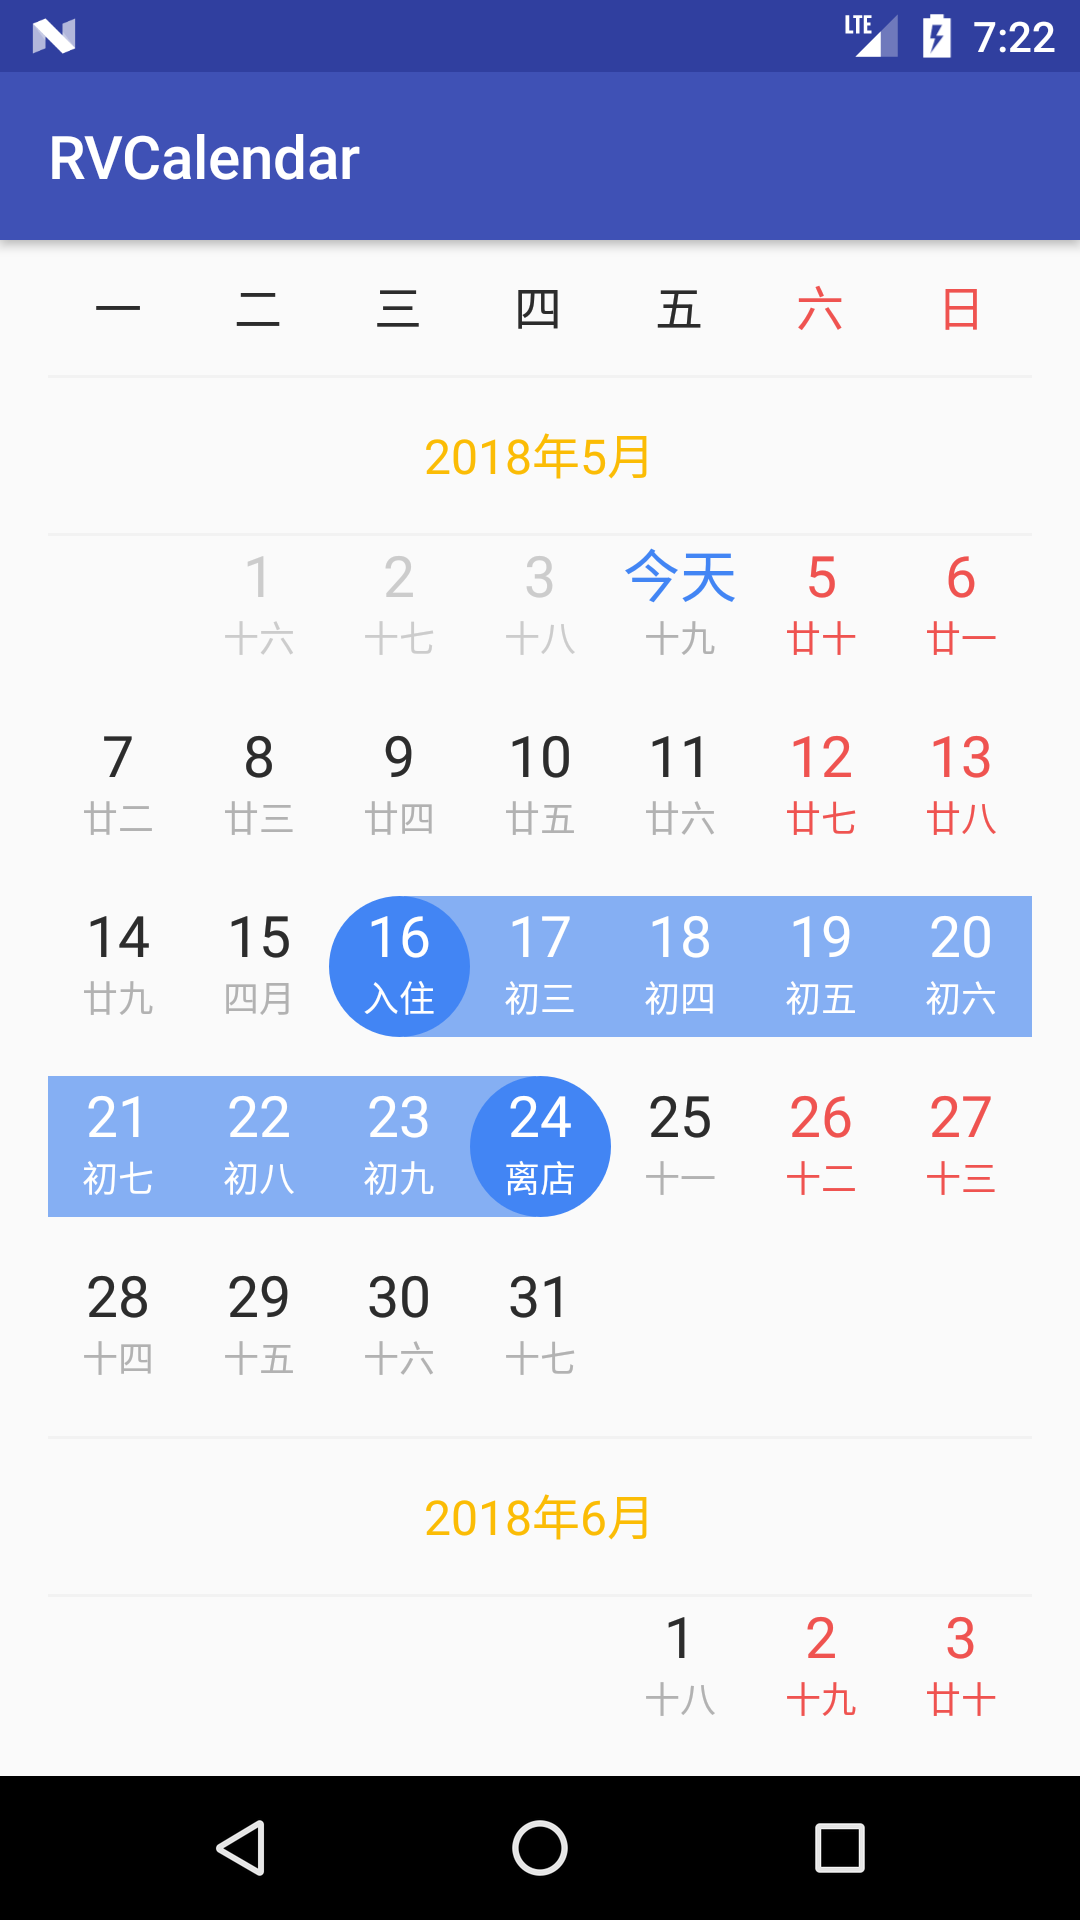 LTE 7:22
RVCalendar
一 二 三 四 五 六 日
2018年5月
1 2 3 今天 5 6
十六 十七 十八 十九 廿十 廿一
7 8 9 10 11 12 13
廿二 廿三 廿四 廿五 廿六 廿七 廿八
14 15 16 17 18 19 20
廿九 四月 入住 初三 初四 初五 初六
21 22 23 24 25 26 27
初七 初八 初九 离店 十一 十二 十三
28 29 30 31
十四 十五 十六 十七
2018年6月
1 2 3
十八 十九 廿十